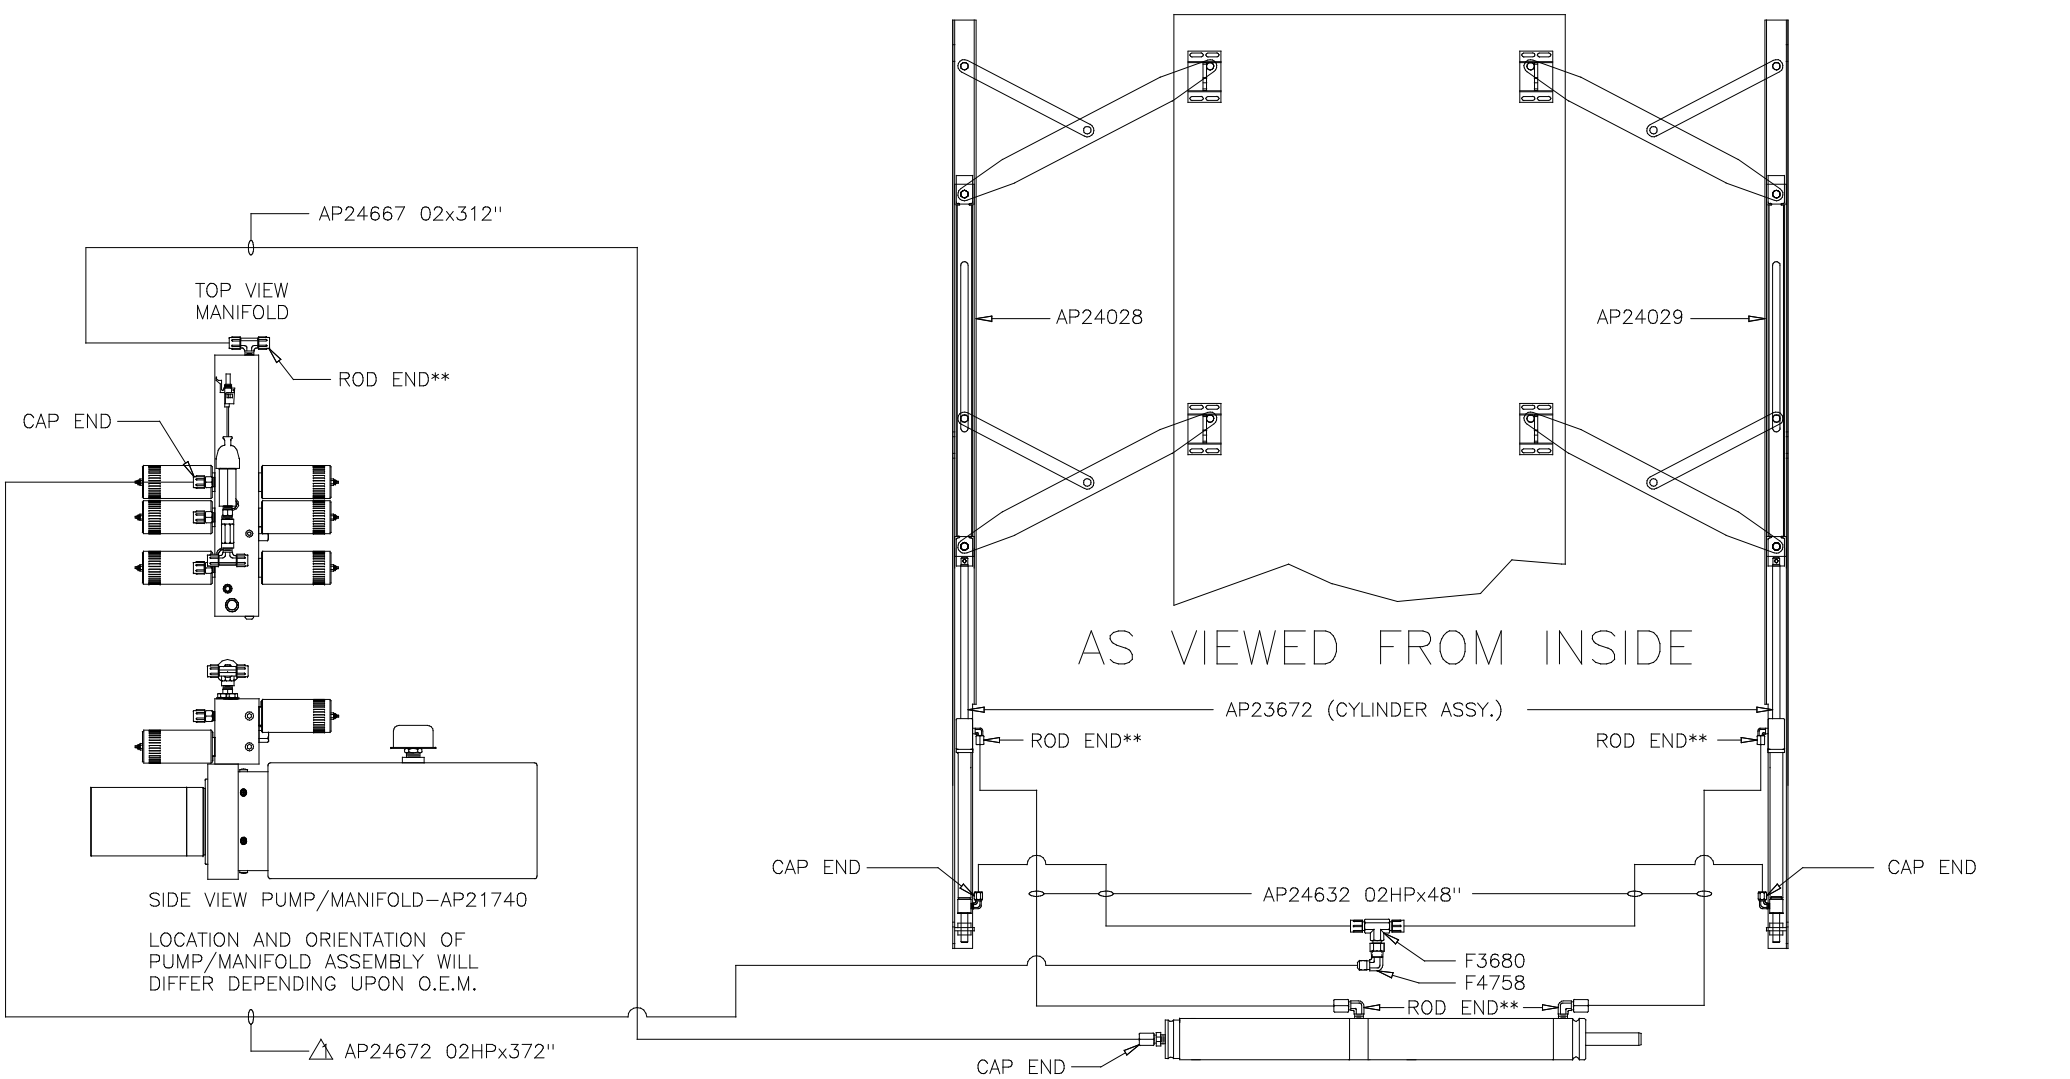 AP24667 02x312"
TOP VIEW
MANIFOLD
ROD END**
CAP END
SIDE VIEW PUMP/MANIFOLD-AP21740
LOCATION AND ORIENTATION OF
PUMP/MANIFOLD ASSEMBLY WILL
DIFFER DEPENDING UPON O.E.M.
1 AP24672 02HPx372"
AP24028
AP24029
AS VIEWED FROM INSIDE
AP23672 (CYLINDER ASSY.)
ROD END**
ROD END**
CAP END
CAP END
AP24632 02HPx48"
F3680
F4758
ROD END**
CAP END